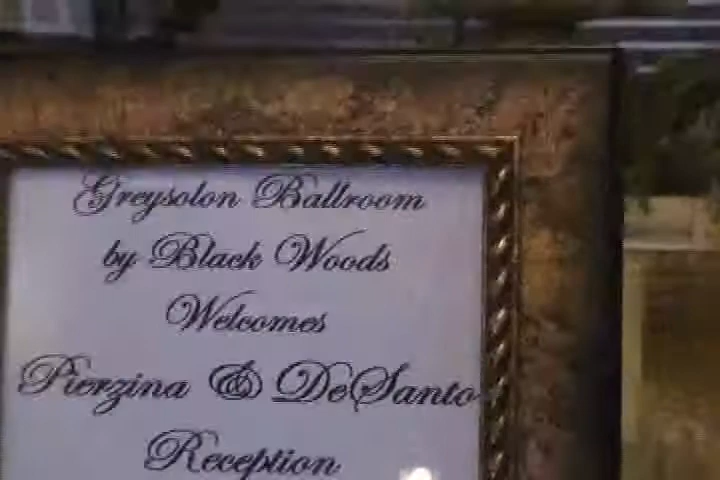 Greysolon Ballroom
by Black Woods
Welcomes
Pierzina & DeSanto
Reception